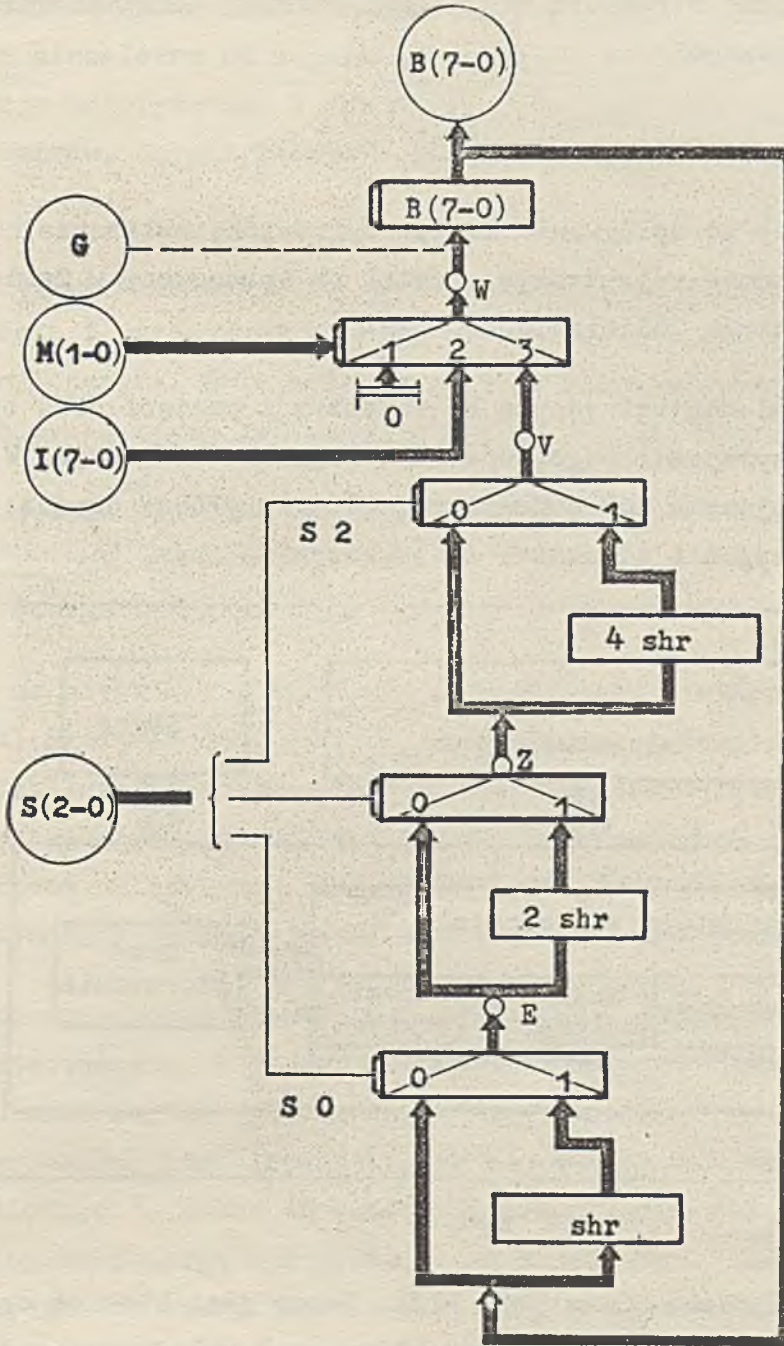 B(7-0)
B(7-0)
G
W
M(1-0)
1 2 3
0
I(7-0)
V
0 1
S 2
4 shr
Z
S(2-0)
0 1
2 shr
E
0 1
S 0
shr